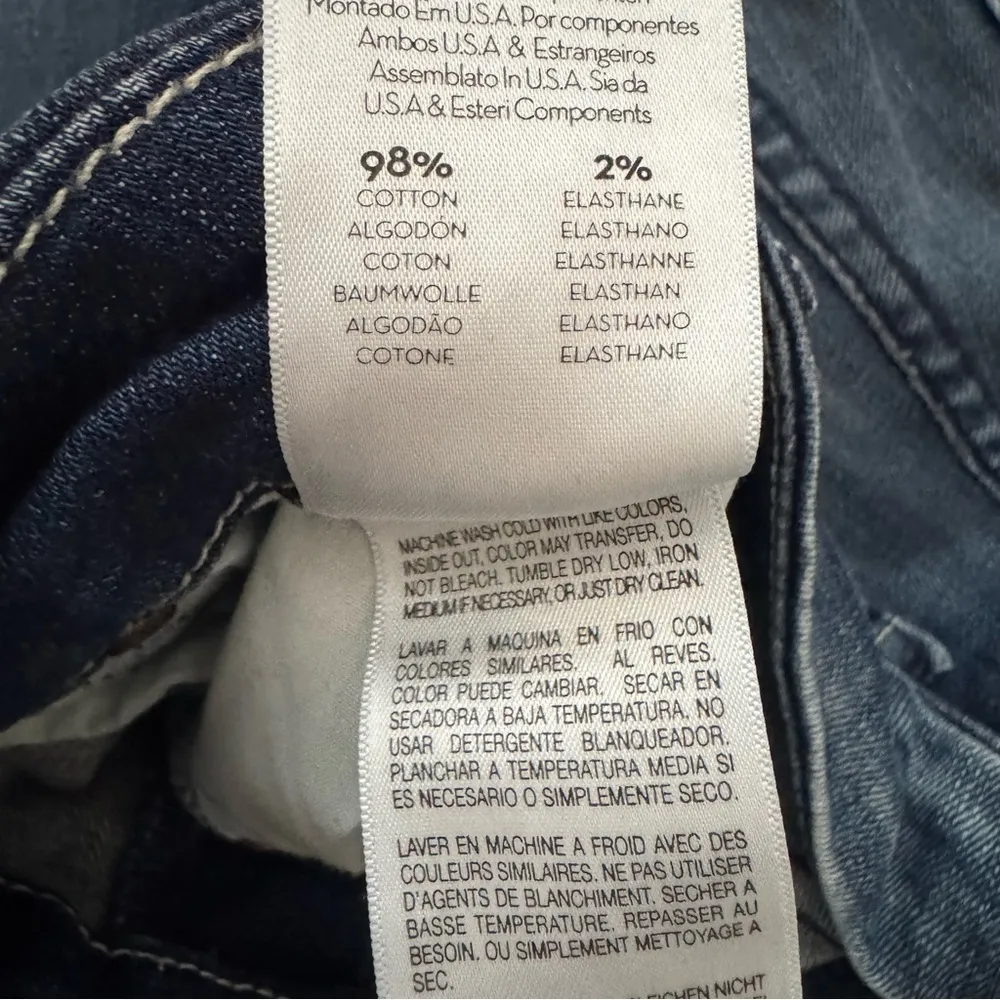 Montado Em U.S.A. Por componentes
Ambos U.S.A & Estrangeiros
Assemblato In U.S.A. Sia da
U.S.A & Esteri Components
98% 2%
COTTON ELASTHANE
ALGODÓN ELASTHANO
COTON ELASTHANNE
BAUMWOLLE ELASTHAN
ALGODÃO ELASTHANO
COTONE ELASTHANE
MACHINE WASH COLD WITH LIKE COLORS,
INSIDE OUT, COLOR MAY TRANSFER, DO
NOT BLEACH. TUMBLE DRY LOW, IRON
MEDIUM IF NECESSARY, OR JUST DRY CLEAN.
LAVAR A MAQUINA EN FRIO CON
COLORES SIMILARES. AL REVES.
COLOR PUEDE CAMBIAR. SECAR EN
SECADORA A BAJA TEMPERATURA. NO
USAR DETERGENTE BLANQUEADOR.
PLANCHAR A TEMPERATURA MEDIA SI
ES NECESARIO O SIMPLEMENTE SECO.
LAVER EN MACHINE A FROID AVEC DES
COULEURS SIMILAIRES. NE PAS UTILISER
D'AGENTS DE BLANCHIMENT. SECHER A
BASSE TEMPERATURE. REPASSER AU
BESOIN. OU SIMPLEMENT METTOYAGE A
SEC.
NICHT